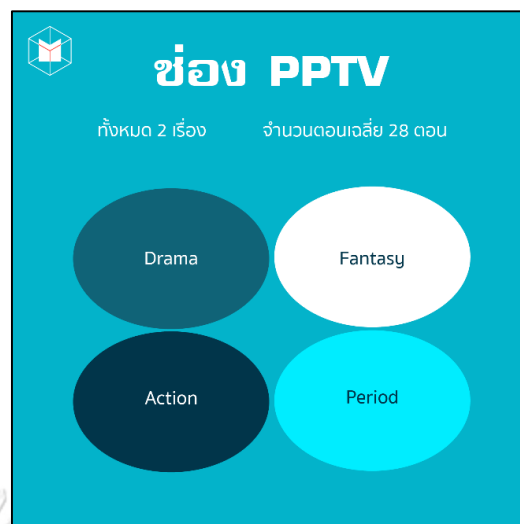 ช่อง PPTV
ทั้งหมด 2 เรื่อง จำนวนตอนเฉลี่ย 28 ตอน
Drama Fantasy
Action Period